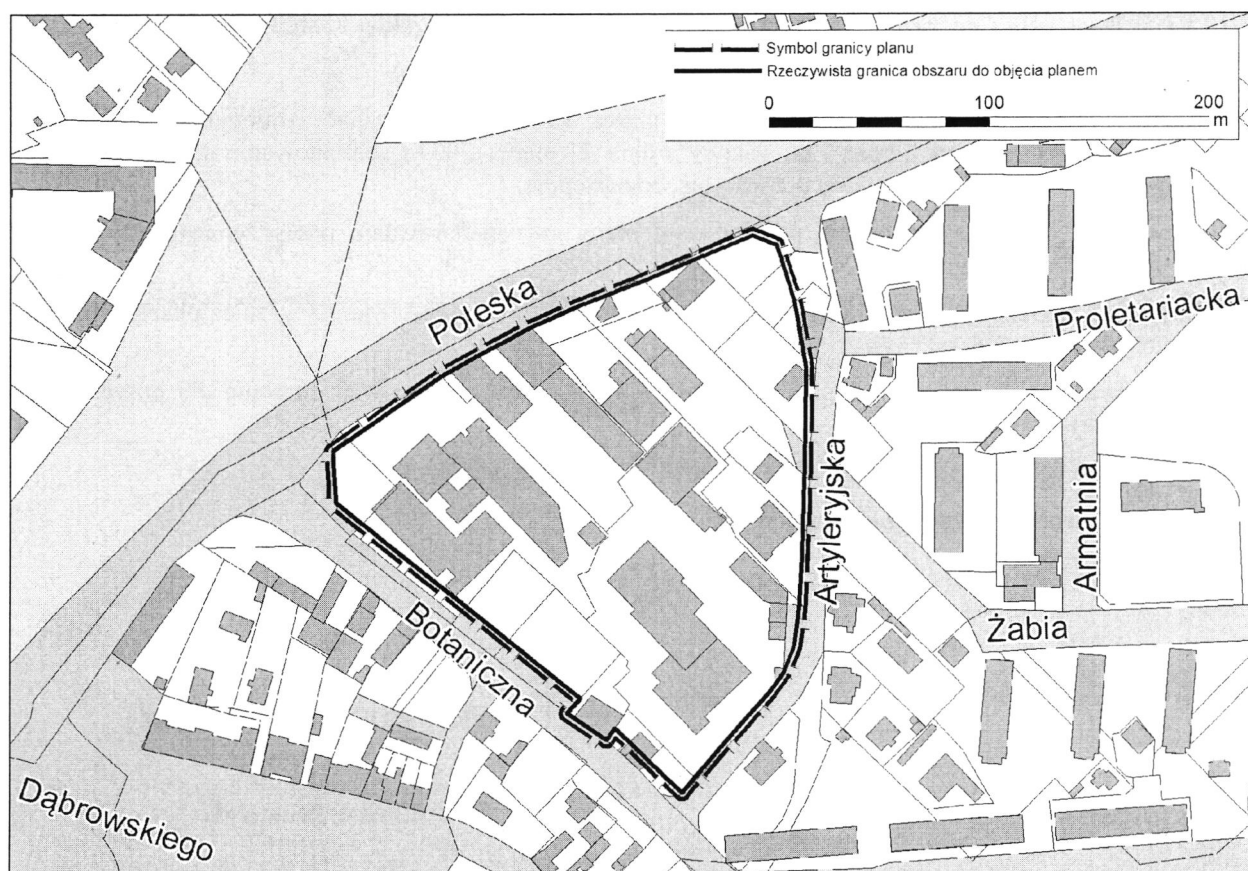 Symbol granicy planu
Rzeczywista granica obszaru do objęcia planem
0 100 200
m
Poleska
Proletariacka
Artyleryjska
Armatnia
Żabia
Botaniczna
Dąbrowskiego